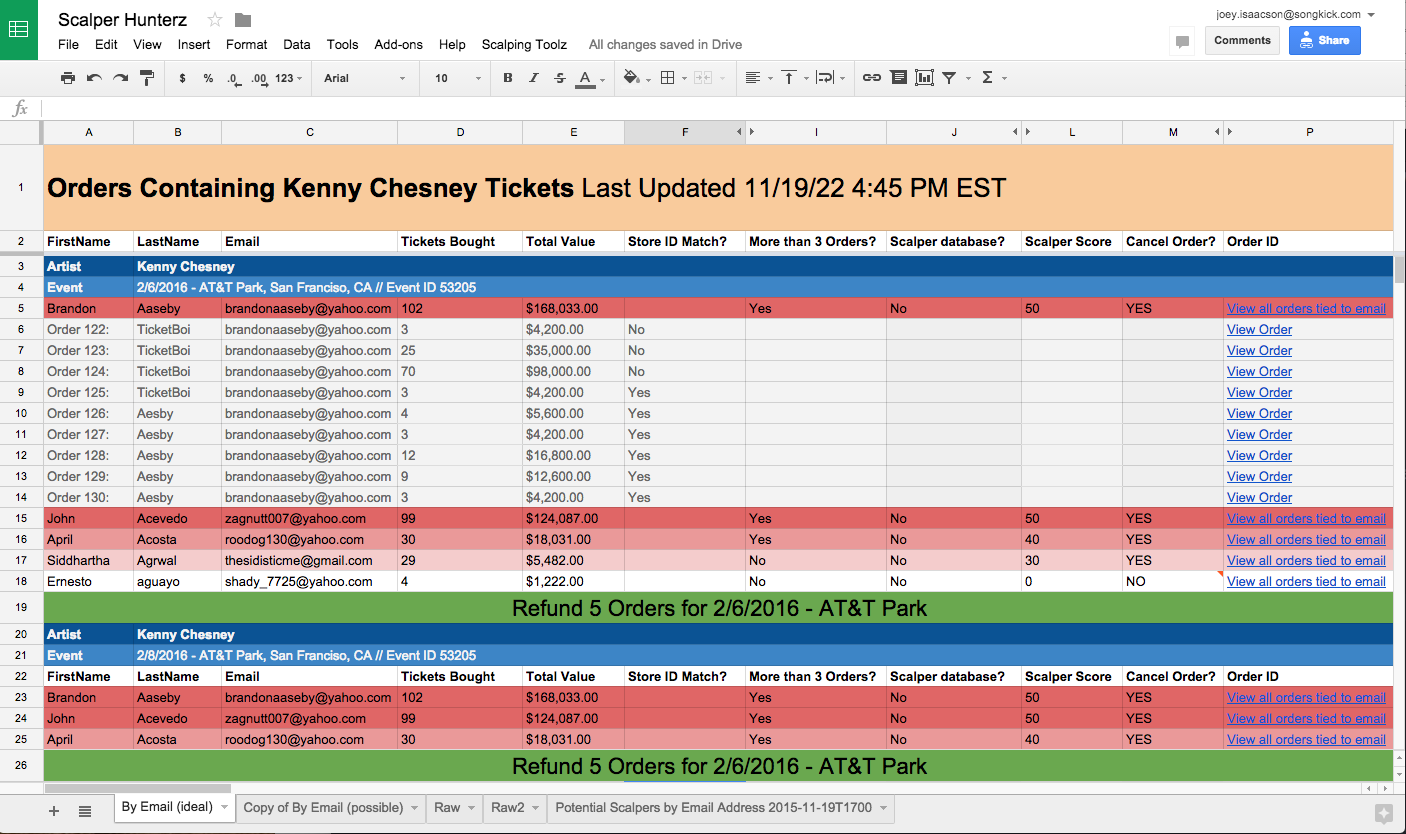 Scalper Hunterz
joey.isaacson@songkick.com
File Edit View Insert Format Data Tools Add-ons Help Scalping Toolz All changes saved in Drive
Comments Share
$ % .0 .00 123 Arial 10 B I S A Σ
fx
A B C D E F I J L M P
1 Orders Containing Kenny Chesney Tickets Last Updated 11/19/22 4:45 PM EST
2 FirstName LastName Email Tickets Bought Total Value Store ID Match? More than 3 Orders? Scalper database? Scalper Score Cancel Order? Order ID
3 Artist Kenny Chesney
4 Event 2/6/2016 - AT&T Park, San Franciso, CA // Event ID 53205
5 Brandon Aaseby brandonaaseby@yahoo.com 102 $168,033.00 Yes No 50 YES View all orders tied to email
6 Order 122: TicketBoi brandonaaseby@yahoo.com 3 $4,200.00 No View Order
7 Order 123: TicketBoi brandonaaseby@yahoo.com 25 $35,000.00 No View Order
8 Order 124: TicketBoi brandonaaseby@yahoo.com 70 $98,000.00 No View Order
9 Order 125: TicketBoi brandonaaseby@yahoo.com 3 $4,200.00 Yes View Order
10 Order 126: Aesby brandonaaseby@yahoo.com 4 $5,600.00 Yes View Order
11 Order 127: Aesby brandonaaseby@yahoo.com 3 $4,200.00 Yes View Order
12 Order 128: Aesby brandonaaseby@yahoo.com 12 $16,800.00 Yes View Order
13 Order 129: Aesby brandonaaseby@yahoo.com 9 $12,600.00 Yes View Order
14 Order 130: Aesby brandonaaseby@yahoo.com 3 $4,200.00 Yes View Order
15 John Acevedo zagnutt007@yahoo.com 99 $124,087.00 Yes No 50 YES View all orders tied to email
16 April Acosta roodog130@yahoo.com 30 $18,031.00 Yes No 40 YES View all orders tied to email
17 Siddhartha Agrwal thesidisticme@gmail.com 29 $5,482.00 No No 30 YES View all orders tied to email
18 Ernesto aguayo shady_7725@yahoo.com 4 $1,222.00 No No 0 NO View all orders tied to email
19 Refund 5 Orders for 2/6/2016 - AT&T Park
20 Artist Kenny Chesney
21 Event 2/8/2016 - AT&T Park, San Franciso, CA // Event ID 53205
22 FirstName LastName Email Tickets Bought Total Value Store ID Match? More than 3 Orders? Scalper database? Scalper Score Cancel Order? Order ID
23 Brandon Aaseby brandonaaseby@yahoo.com 102 $168,033.00 Yes No 50 YES View all orders tied to email
24 John Acevedo zagnutt007@yahoo.com 99 $124,087.00 Yes No 50 YES View all orders tied to email
25 April Acosta roodog130@yahoo.com 30 $18,031.00 Yes No 40 YES View all orders tied to email
26 Refund 5 Orders for 2/6/2016 - AT&T Park
+ By Email (ideal) Copy of By Email (possible) Raw Raw2 Potential Scalpers by Email Address 2015-11-19T1700